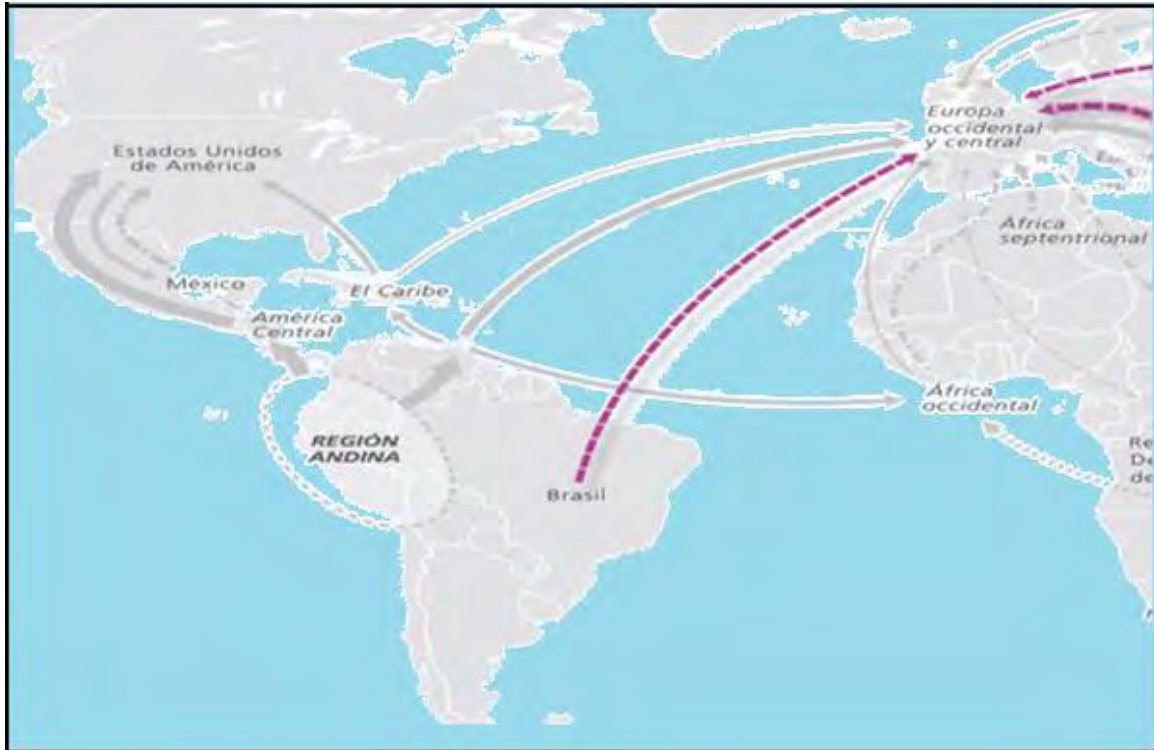 Europa
occidental
y central
Estados Unidos
de América
África
septentrional
México
El Caribe
América
Central
África
occidental
REGIÓN
ANDINA
Brasil